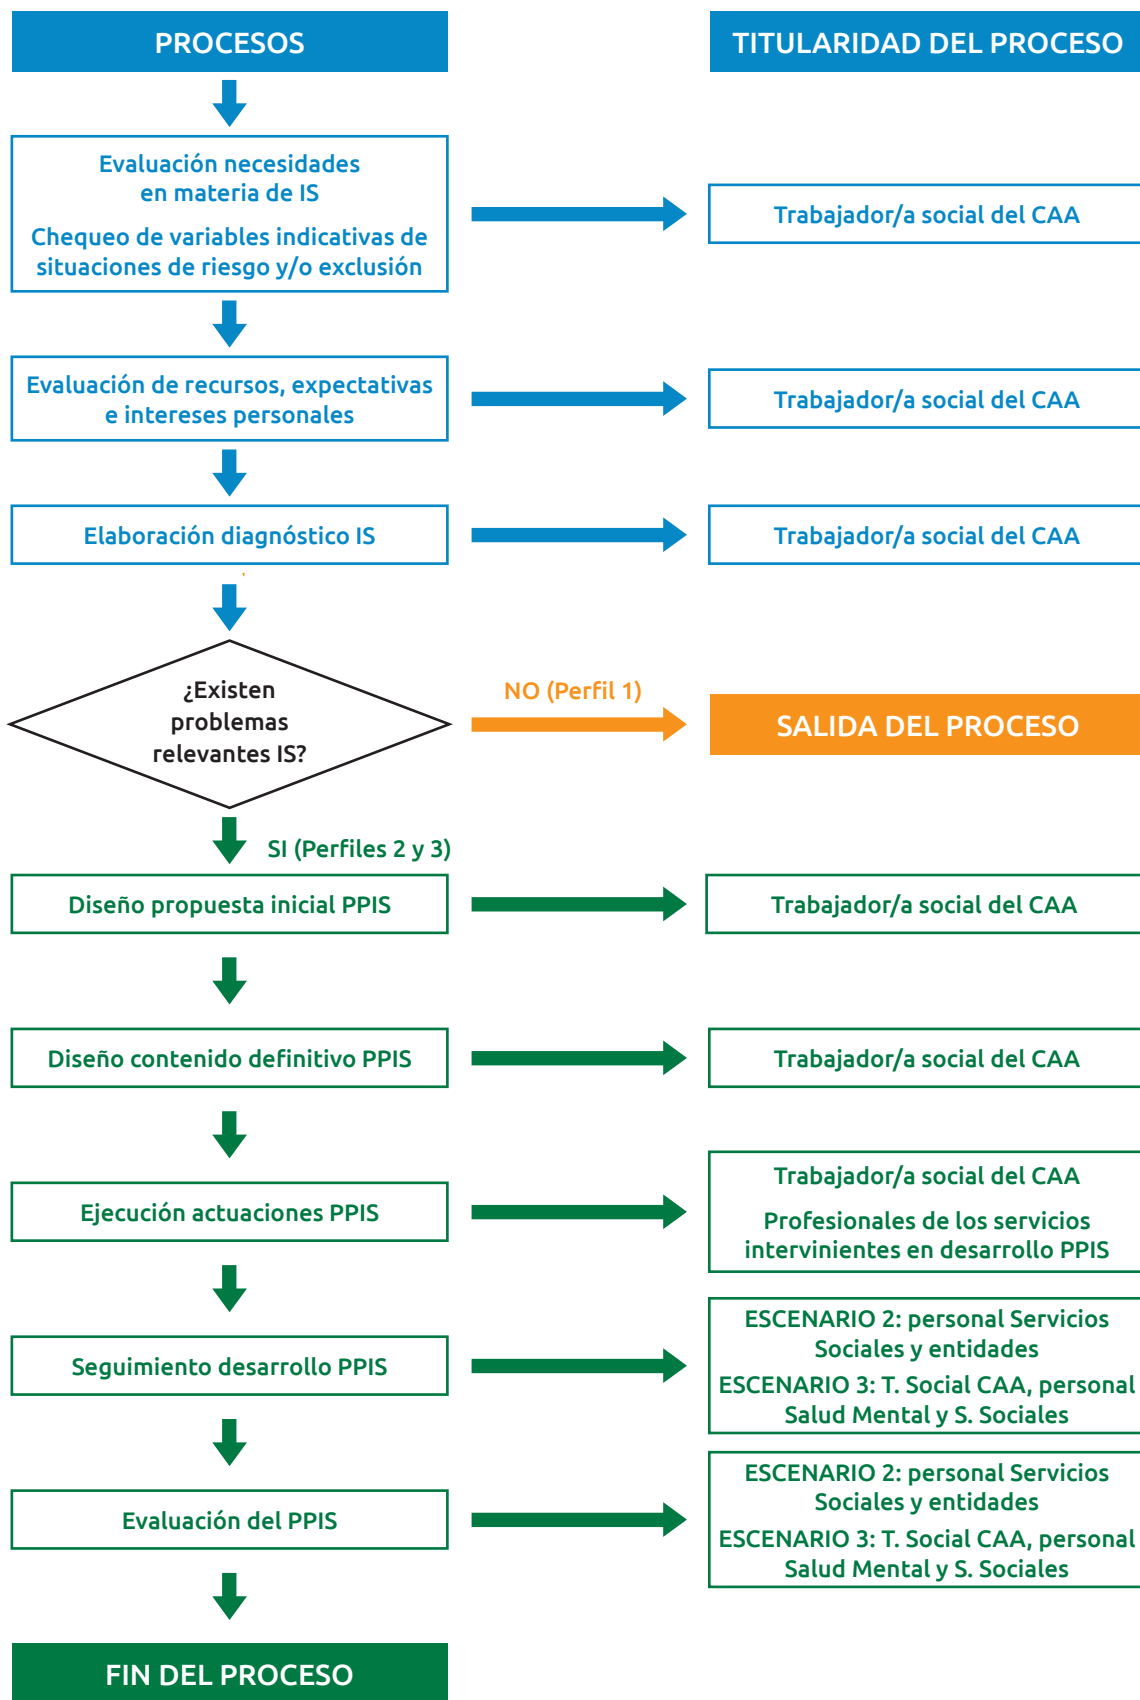 PROCESOS
TITULARIDAD DEL PROCESO
Evaluación necesidades
en materia de IS
Chequeo de variables indicativas de
situaciones de riesgo y/o exclusión
Trabajador/a social del CAA
Evaluación de recursos, expectativas
e intereses personales
Trabajador/a social del CAA
Elaboración diagnóstico IS
Trabajador/a social del CAA
¿Existen
problemas
relevantes IS?
NO (Perfil 1)
SALIDA DEL PROCESO
SI (Perfiles 2 y 3)
Diseño propuesta inicial PPIS
Trabajador/a social del CAA
Diseño contenido definitivo PPIS
Trabajador/a social del CAA
Ejecución actuaciones PPIS
Trabajador/a social del CAA
Profesionales de los servicios
intervinientes en desarrollo PPIS
Seguimiento desarrollo PPIS
ESCENARIO 2: personal Servicios
Sociales y entidades
ESCENARIO 3: T. Social CAA, personal
Salud Mental y S. Sociales
Evaluación del PPIS
ESCENARIO 2: personal Servicios
Sociales y entidades
ESCENARIO 3: T. Social CAA, personal
Salud Mental y S. Sociales
FIN DEL PROCESO